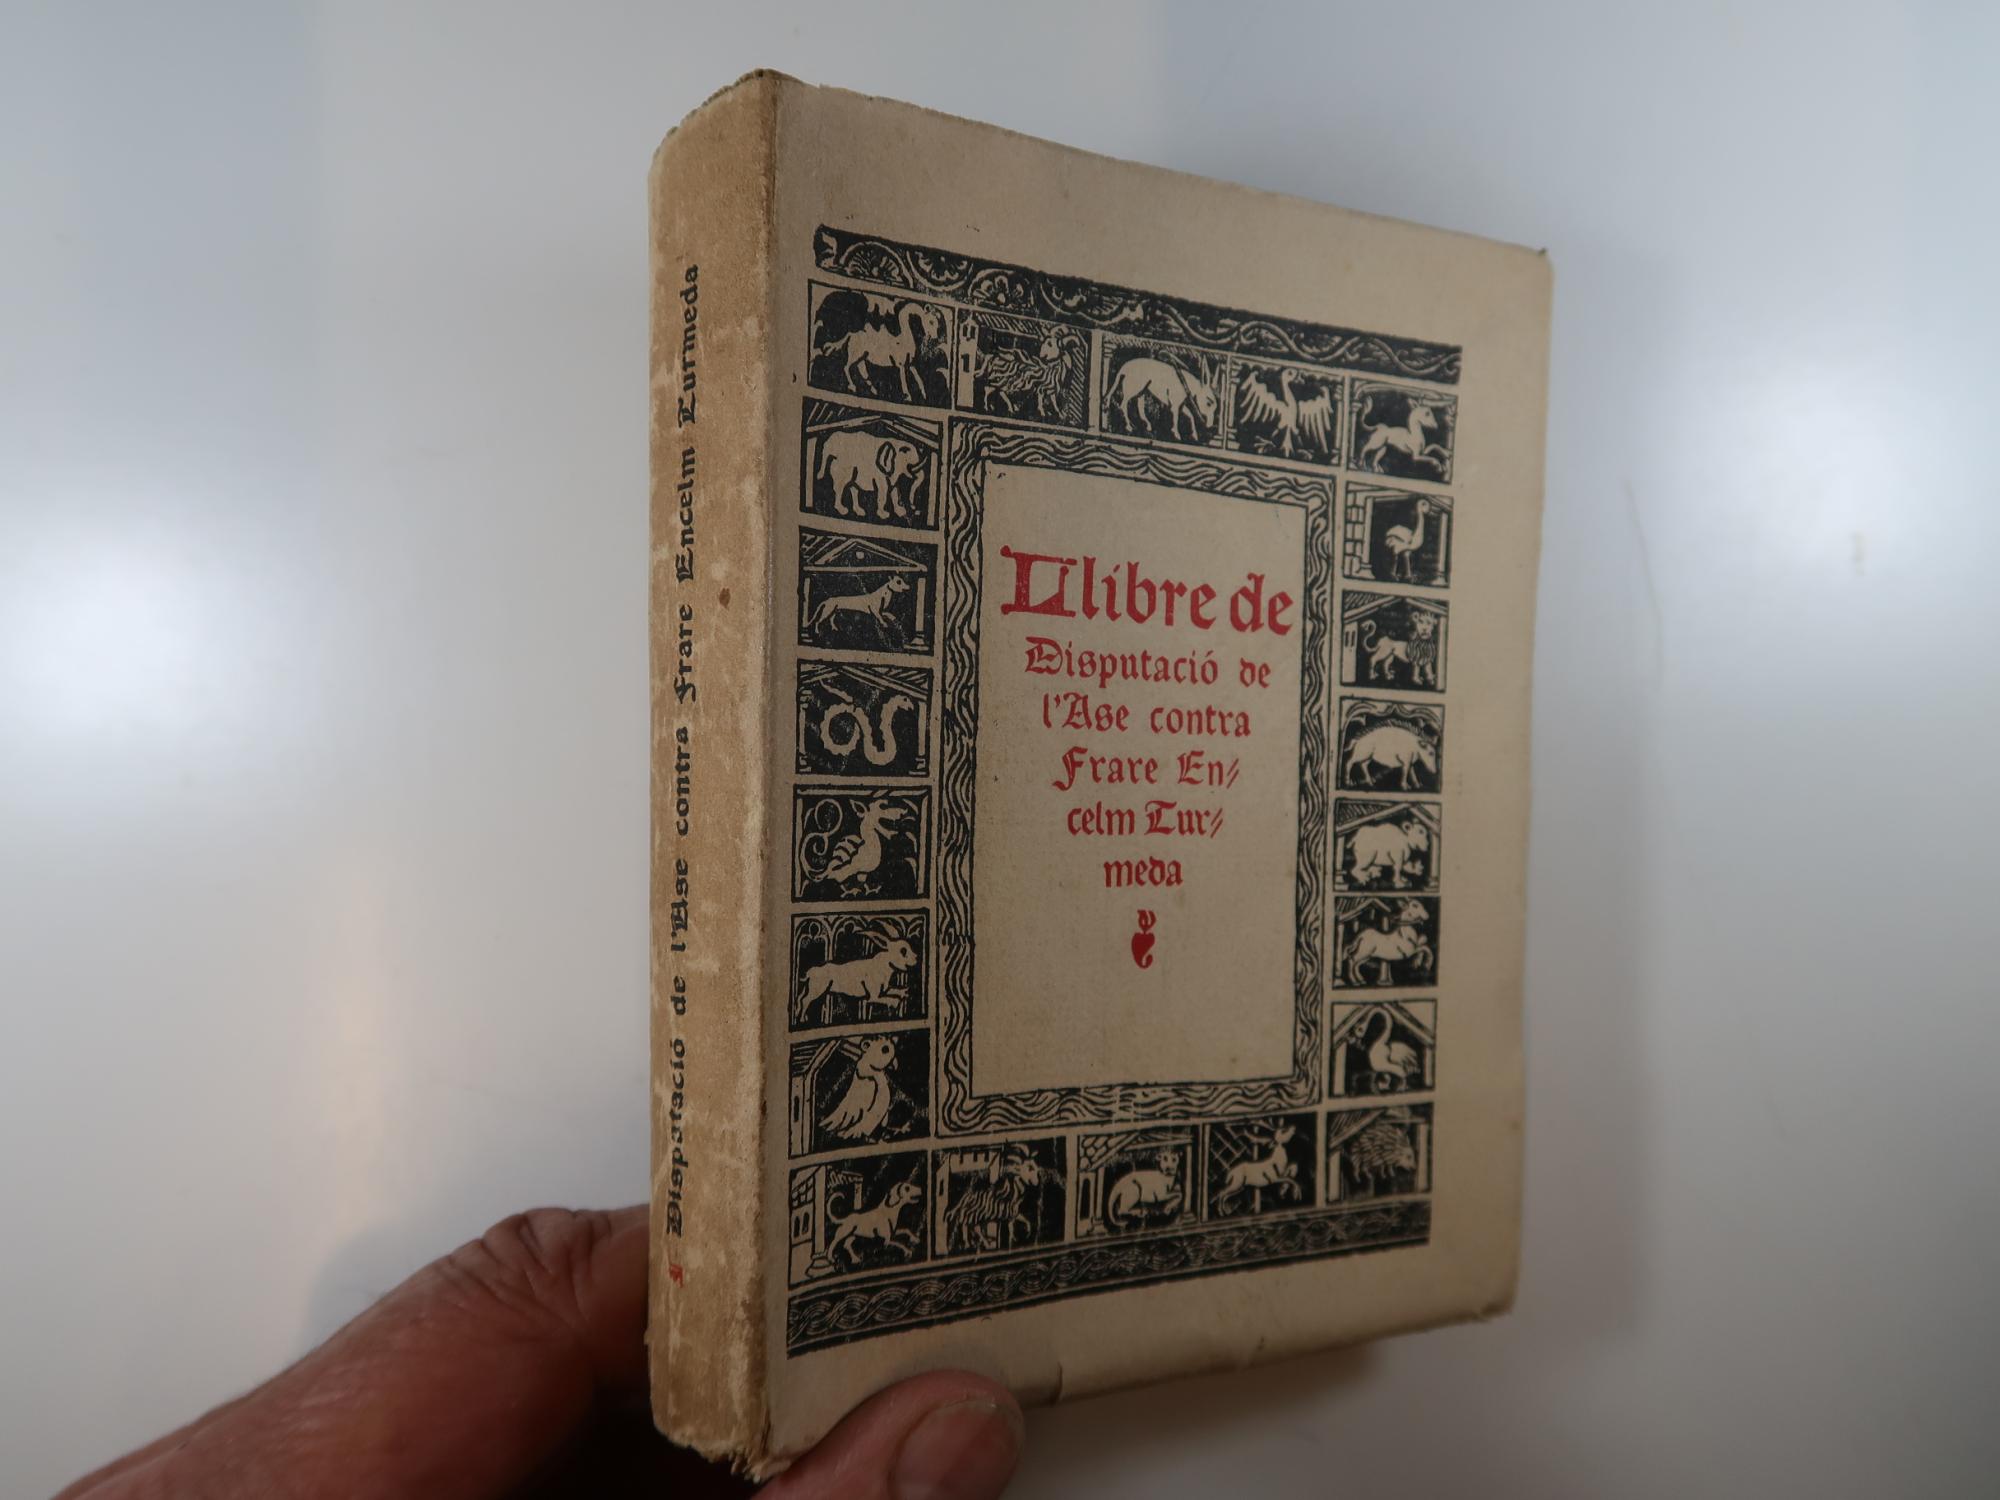 Disputació de l'Ase contra Frare Encelm Turmeda
Llibre de
Disputació de
l'Ase contra
Frare En-
celm Tur-
meda